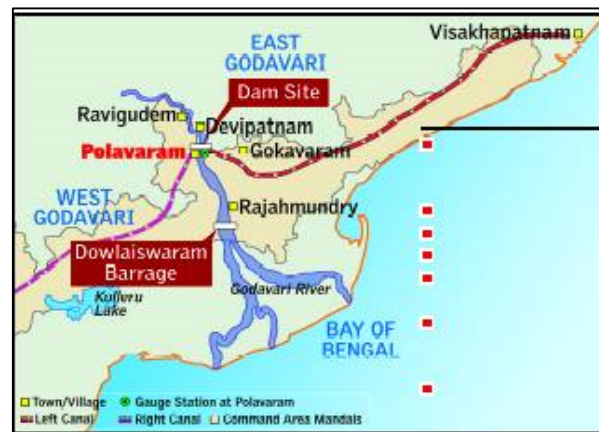 Visakhapatnam
EAST
GODAVARI
Dam Site
Ravigudem
Devipatnam
Polavaram
Gokavaram
WEST
GODAVARI
Rajahmundry
Dowlaiswaram
Barrage
Godavari River
Kolleru
Lake
BAY OF
BENGAL
Town/Village
Gauge Station at Polavaram
Left Canal
Right Canal
Command Area Mandals